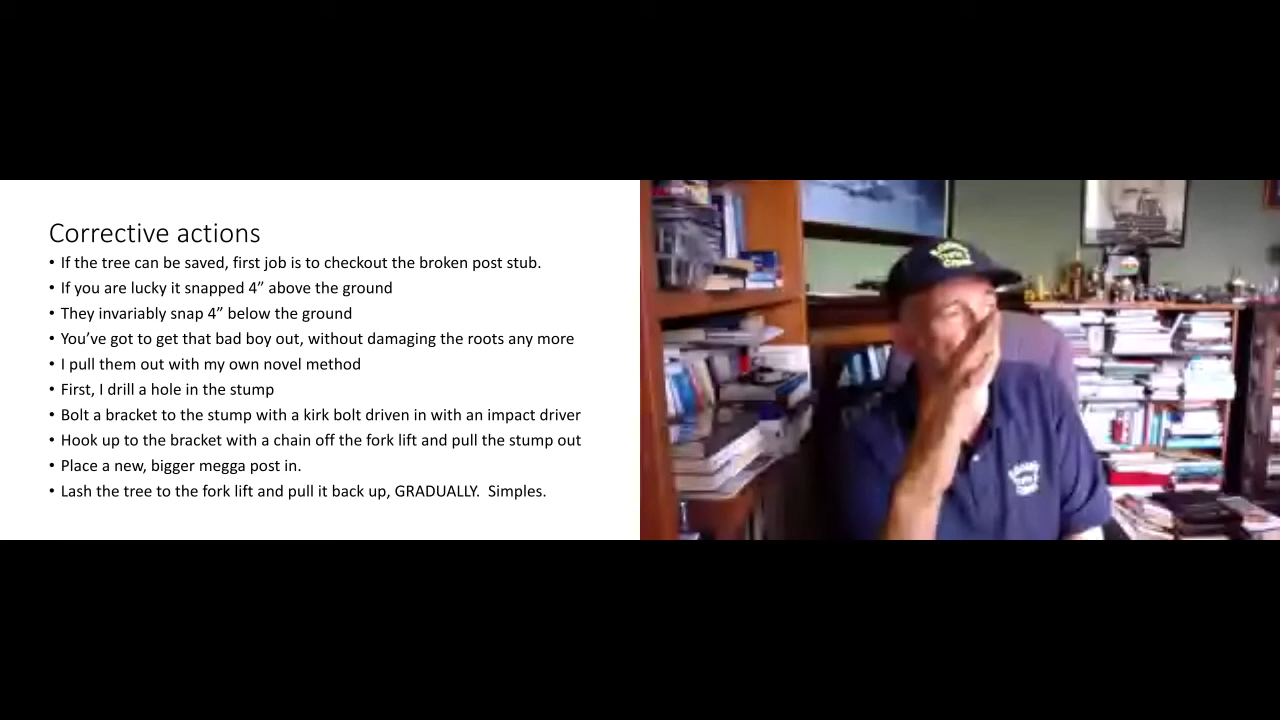 Corrective actions
• If the tree can be saved, first job is to checkout the broken post stub.
• If you are lucky it snapped 4” above the ground
• They invariably snap 4” below the ground
• You’ve got to get that bad boy out, without damaging the roots any more
• I pull them out with my own novel method
• First, I drill a hole in the stump
• Bolt a bracket to the stump with a kirk bolt driven in with an impact driver
• Hook up to the bracket with a chain off the fork lift and pull the stump out
• Place a new, bigger megga post in.
• Lash the tree to the fork lift and pull it back up, GRADUALLY.  Simples.